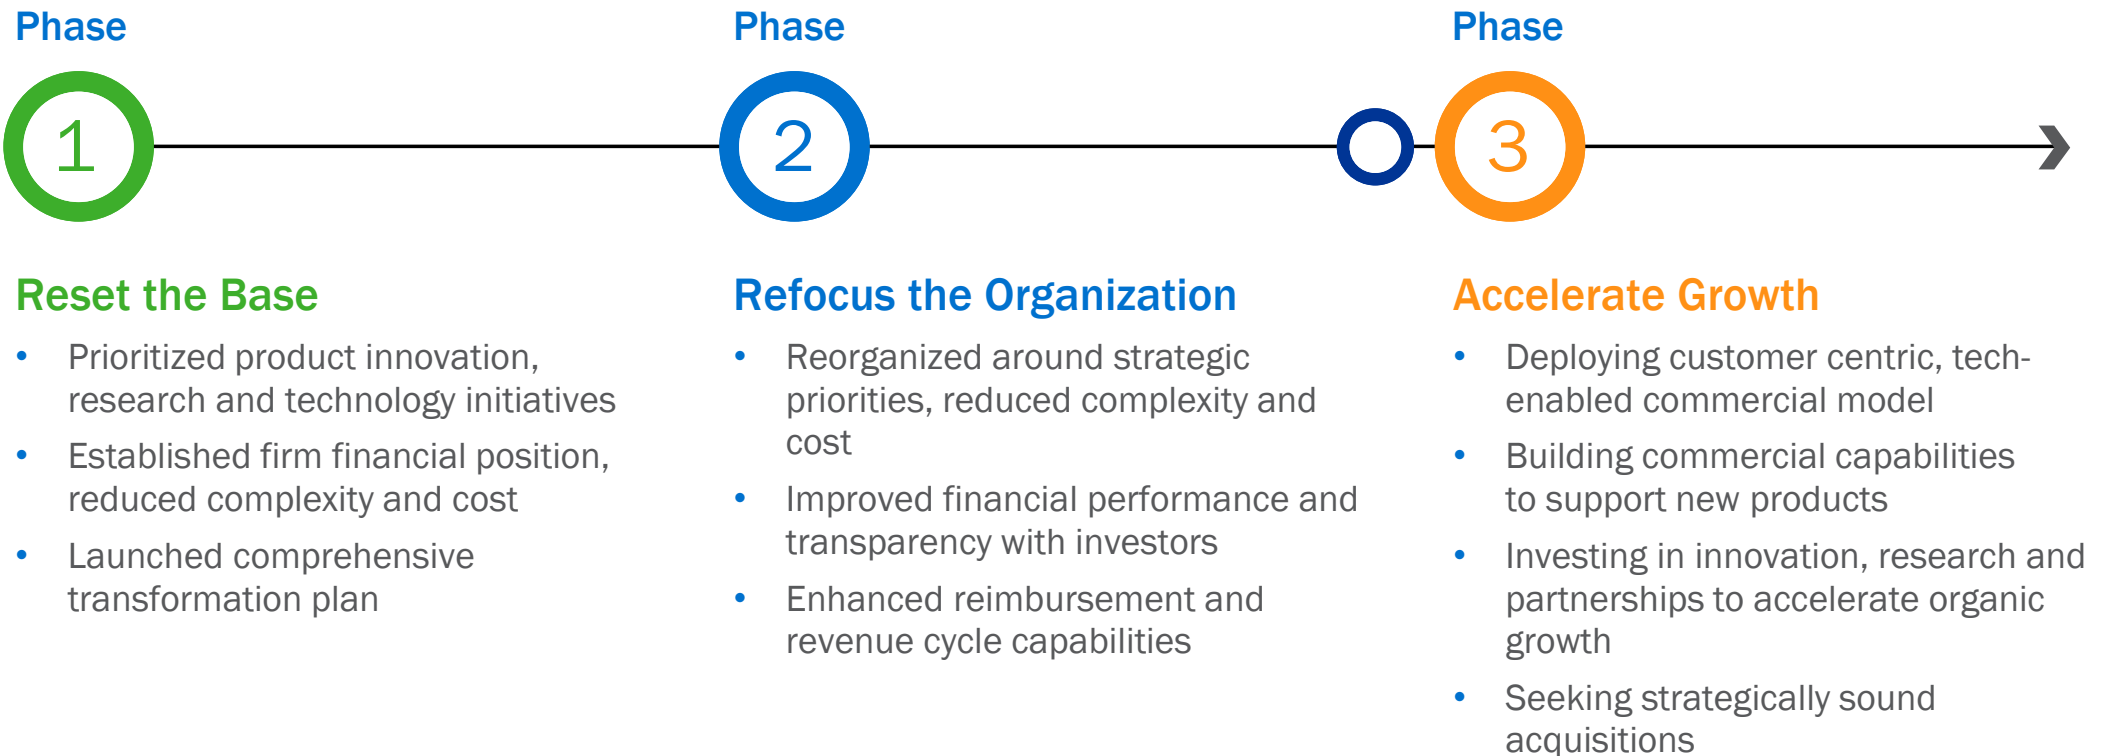 Phase
1
Reset the Base
• Prioritized product innovation,
research and technology initiatives
• Established firm financial position,
reduced complexity and cost
• Launched comprehensive
transformation plan
Phase
2
Refocus the Organization
• Reorganized around strategic
priorities, reduced complexity and
cost
• Improved financial performance and
transparency with investors
• Enhanced reimbursement and
revenue cycle capabilities
Phase
3
Accelerate Growth
• Deploying customer centric, tech-
enabled commercial model
• Building commercial capabilities
to support new products
• Investing in innovation, research and
partnerships to accelerate organic
growth
• Seeking strategically sound
acquisitions